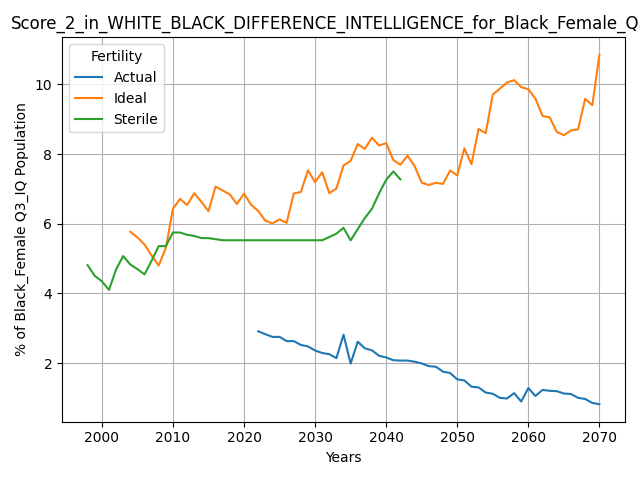 Score_2_in_WHITE_BLACK_DIFFERENCE_INTELLIGENCE_for_Black_Female_Q
Fertility
Actual
Ideal
Sterile
% of Black_Female Q3_IQ Population
10
8
6
4
2
2000 2010 2020 2030 2040 2050 2060 2070
Years